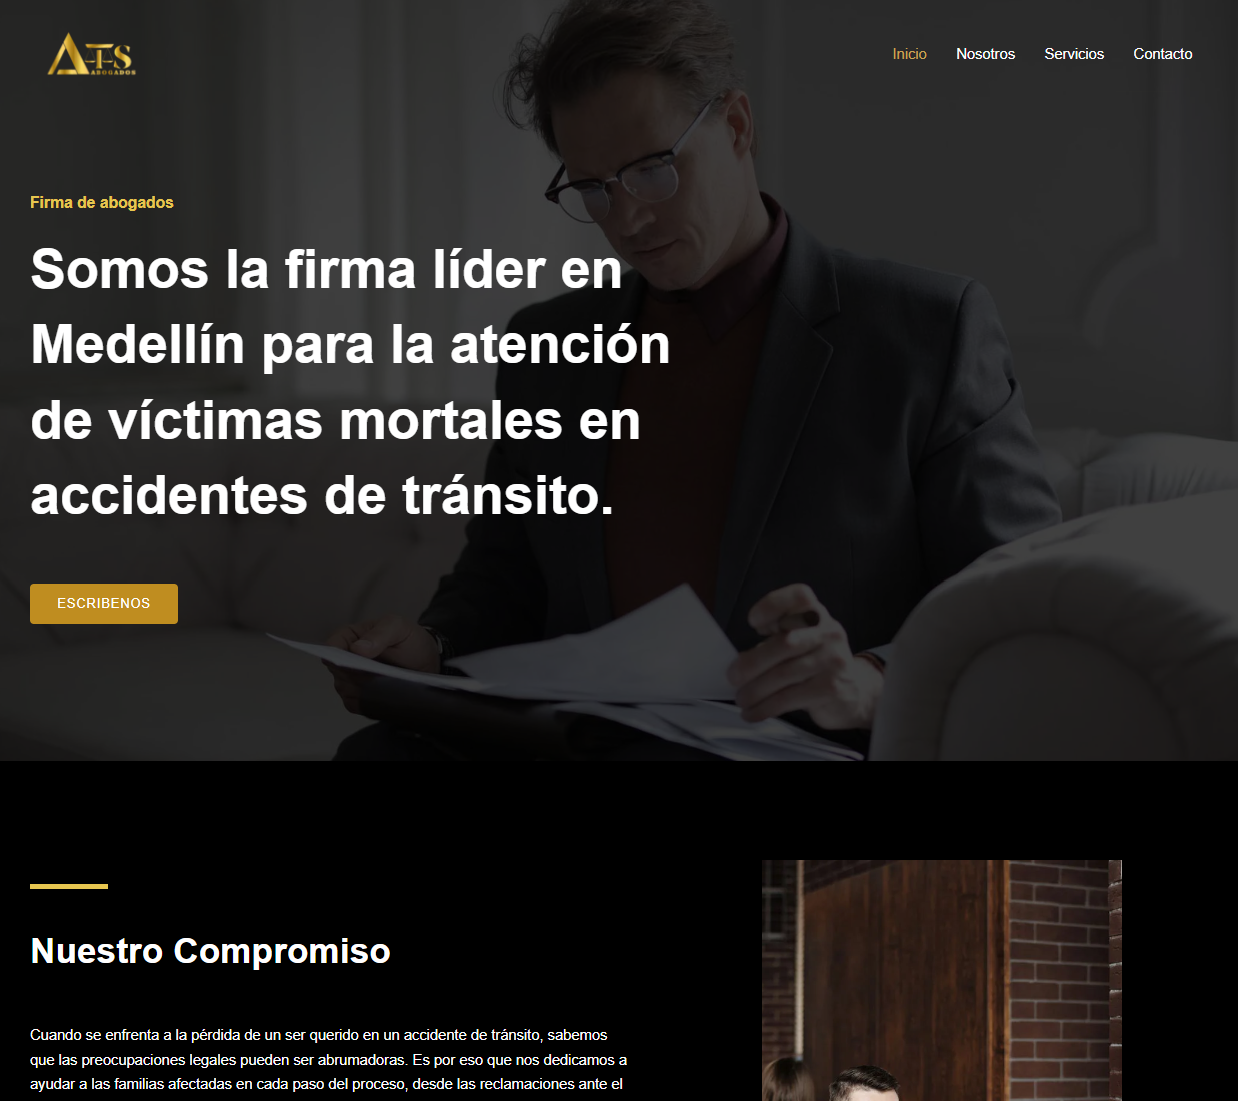 ATS
ABOGADOS
Inicio Nosotros Servicios Contacto
Firma de abogados
Somos la firma líder en
Medellín para la atención
de víctimas mortales en
accidentes de tránsito.
ESCRIBENOS
Nuestro Compromiso
Cuando se enfrenta a la pérdida de un ser querido en un accidente de tránsito, sabemos
que las preocupaciones legales pueden ser abrumadoras. Es por eso que nos dedicamos a
ayudar a las familias afectadas en cada paso del proceso, desde las reclamaciones ante el